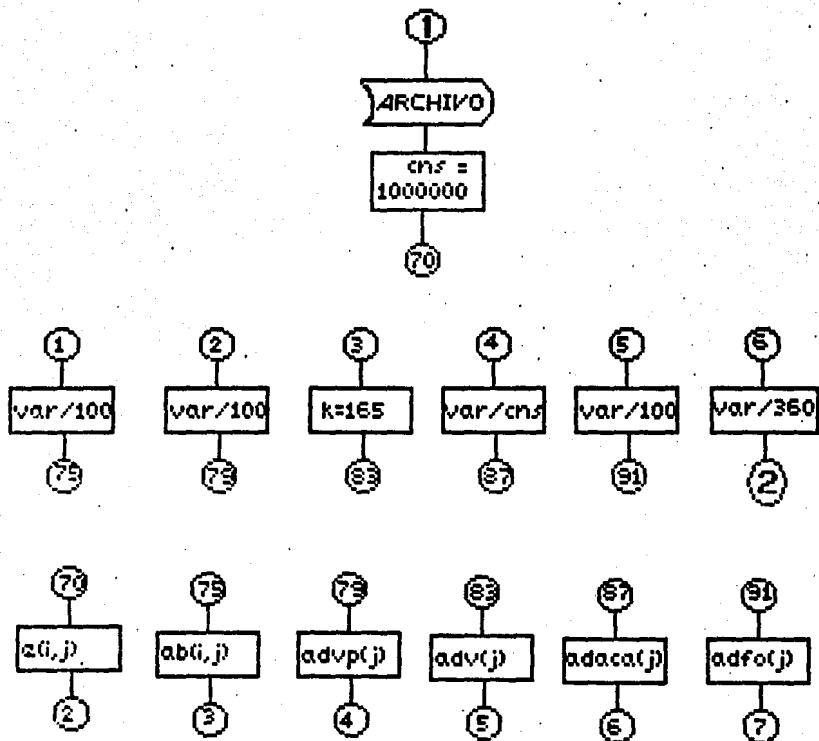 1
ARCHIVO
cns =
1000000
70
1 2 3 4 5 6
var/100 var/100 k=165 var/cns var/100 var/360
75 79 83 87 91 2
70 75 79 83 87 91
a(i,j) ab(i,j) advp(j) adv(j) adaca(j) adfo(j)
2 3 4 5 6 7